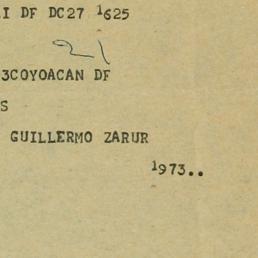 I DF DC27 1625
21
3COYOACAN DF
S
GUILLERMO ZARUR
1973..